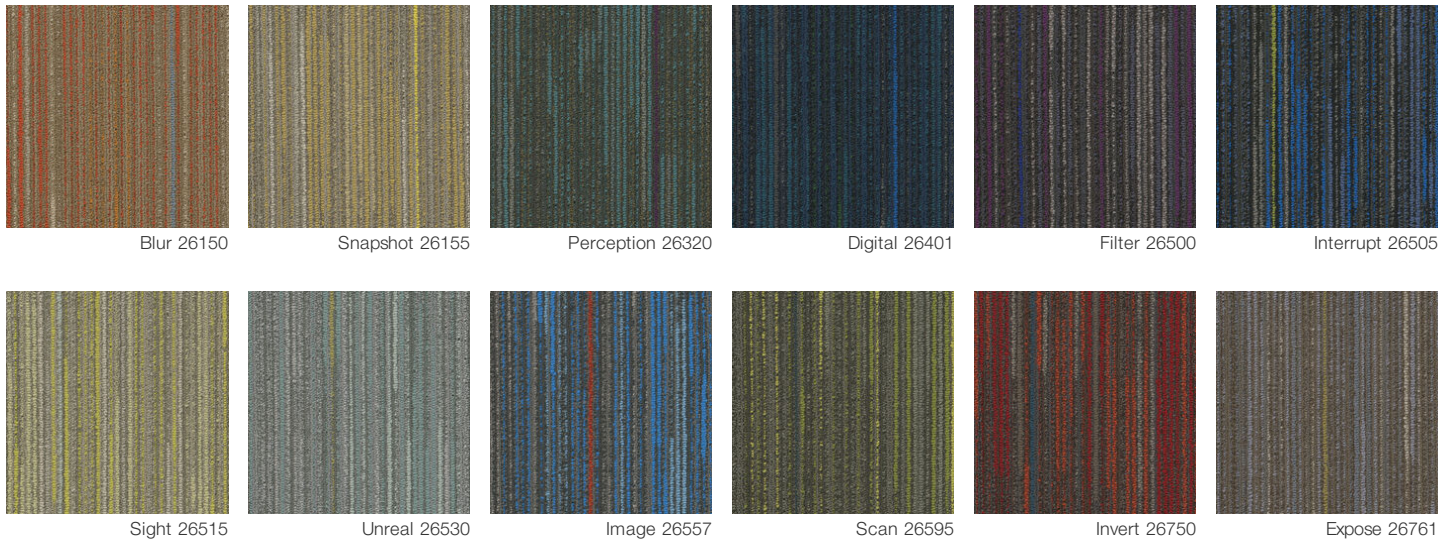 Blur 26150
Snapshot 26155
Perception 26320
Digital 26401
Filter 26500
Interrupt 26505
Sight 26515
Unreal 26530
Image 26557
Scan 26595
Invert 26750
Expose 26761